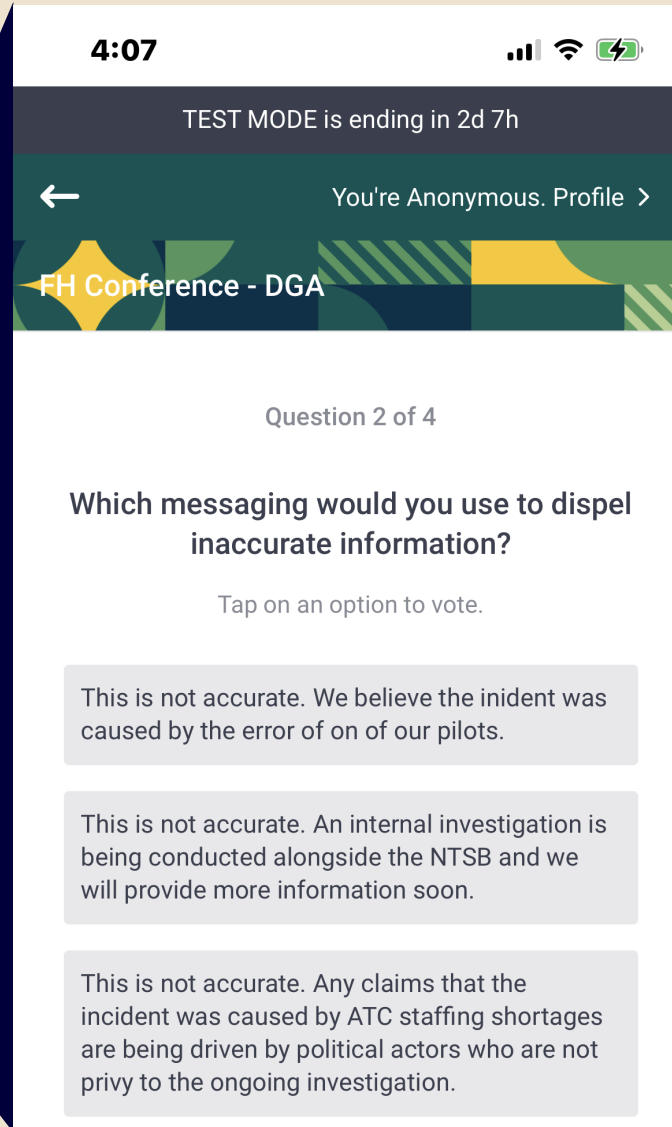 4:07
TEST MODE is ending in 2d 7h
You're Anonymous. Profile
FH Conference - DGA
Question 2 of 4
Which messaging would you use to dispel
inaccurate information?
Tap on an option to vote.
This is not accurate. We believe the inident was
caused by the error of on of our pilots.
This is not accurate. An internal investigation is
being conducted alongside the NTSB and we
will provide more information soon.
This is not accurate. Any claims that the
incident was caused by ATC staffing shortages
are being driven by political actors who are not
privy to the ongoing investigation.